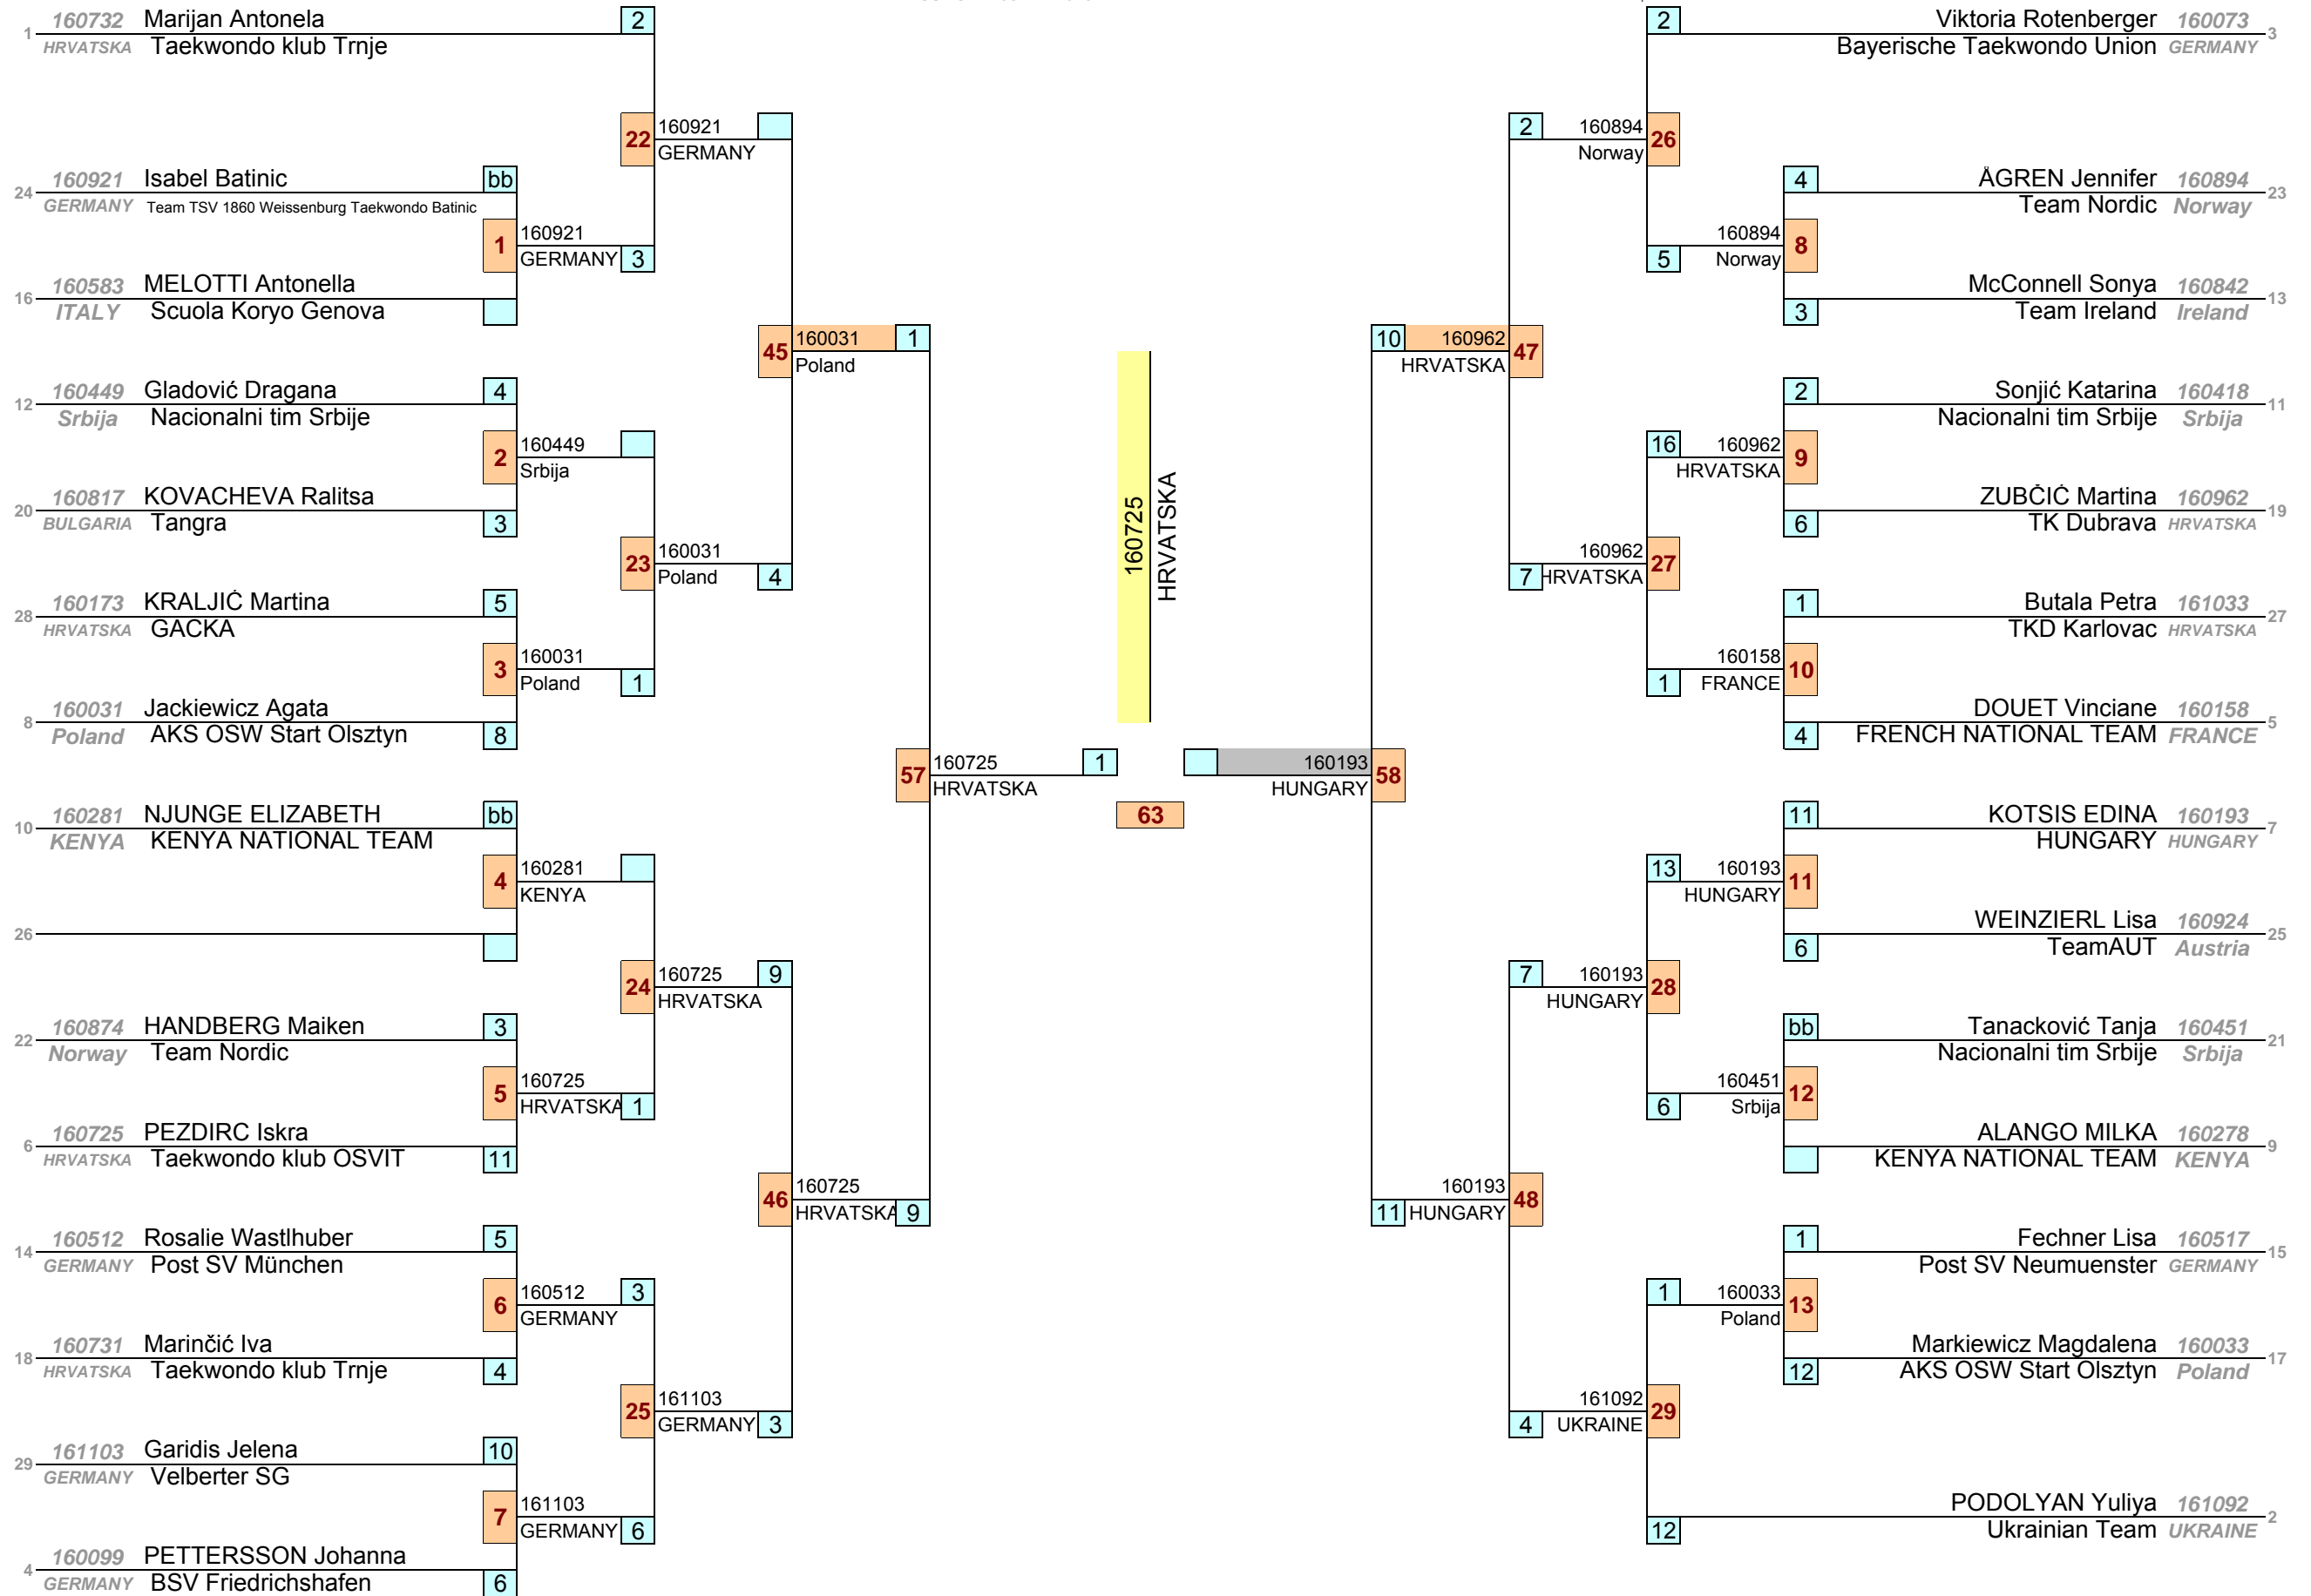 160732 Marijan Antonela 2
1 HRVATSKA Taekwondo klub Trnje
22 160921
GERMANY
24 160921 Isabel Batinic bb
GERMANY Team TSV 1860 Weissenburg Taekwondo Batinic
1 160921
GERMANY 3
16 160583 MELOTTI Antonella
ITALY Scuola Koryo Genova
45 160031 1
Poland
12 160449 Gladović Dragana 4
Srbija Nacionalni tim Srbije
2 160449
Srbija
20 160817 KOVACHEVA Ralitsa
BULGARIA Tangra 3
23 160031
Poland 4
28 160173 KRALJIĆ Martina 5
HRVATSKA GACKA
3 160031
Poland 1
8 160031 Jackiewicz Agata
Poland AKS OSW Start Olsztyn 8
57 160725 1
HRVATSKA
10 160281 NJUNGE ELIZABETH bb
KENYA KENYA NATIONAL TEAM
4 160281
KENYA
26
24 160725 9
HRVATSKA
22 160874 HANDBERG Maiken 3
Norway Team Nordic
5 160725
HRVATSKA 1
6 160725 PEZDIRC Iskra
HRVATSKA Taekwondo klub OSVIT 11
46 160725
HRVATSKA 9
14 160512 Rosalie Wastlhuber 5
GERMANY Post SV München
6 160512 3
GERMANY
18 160731 Marinčić Iva
HRVATSKA Taekwondo klub Trnje 4
25 161103
GERMANY 3
29 161103 Garidis Jelena 10
GERMANY Velberter SG
7 161103
GERMANY 6
4 160099 PETTERSSON Johanna
GERMANY BSV Friedrichshafen 6
160725
HRVATSKA
63
2 Viktoria Rotenberger 160073 3
Bayerische Taekwondo Union GERMANY
2 160894 26
Norway
4 ÅGREN Jennifer 160894 23
Team Nordic Norway
160894 8
5 Norway
McConnell Sonya 160842 13
3 Team Ireland Ireland
10 160962 47
HRVATSKA
2 Sonjić Katarina 160418 11
Nacionalni tim Srbije Srbija
16 160962 9
HRVATSKA
ZUBČIĆ Martina 160962 19
6 TK Dubrava HRVATSKA
160962 27
7 HRVATSKA
1 Butala Petra 161033 27
TKD Karlovac HRVATSKA
160158 10
1 FRANCE
DOUET Vinciane 160158 5
4 FRENCH NATIONAL TEAM FRANCE
160193 58
HUNGARY
11 KOTSIS EDINA 160193 7
HUNGARY HUNGARY
13 160193 11
HUNGARY
WEINZIERL Lisa 160924 25
6 TeamAUT Austria
7 160193 28
HUNGARY
bb Tanacković Tanja 160451 21
Nacionalni tim Srbije Srbija
160451 12
6 Srbija
ALANGO MILKA 160278 9
KENYA NATIONAL TEAM KENYA
160193 48
11 HUNGARY
1 Fechner Lisa 160517 15
Post SV Neumuenster GERMANY
1 160033 13
Poland
Markiewicz Magdalena 160033 17
12 AKS OSW Start Olsztyn Poland
161092 29
4 UKRAINE
PODOLYAN Yuliya 161092 2
12 Ukrainian Team UKRAINE